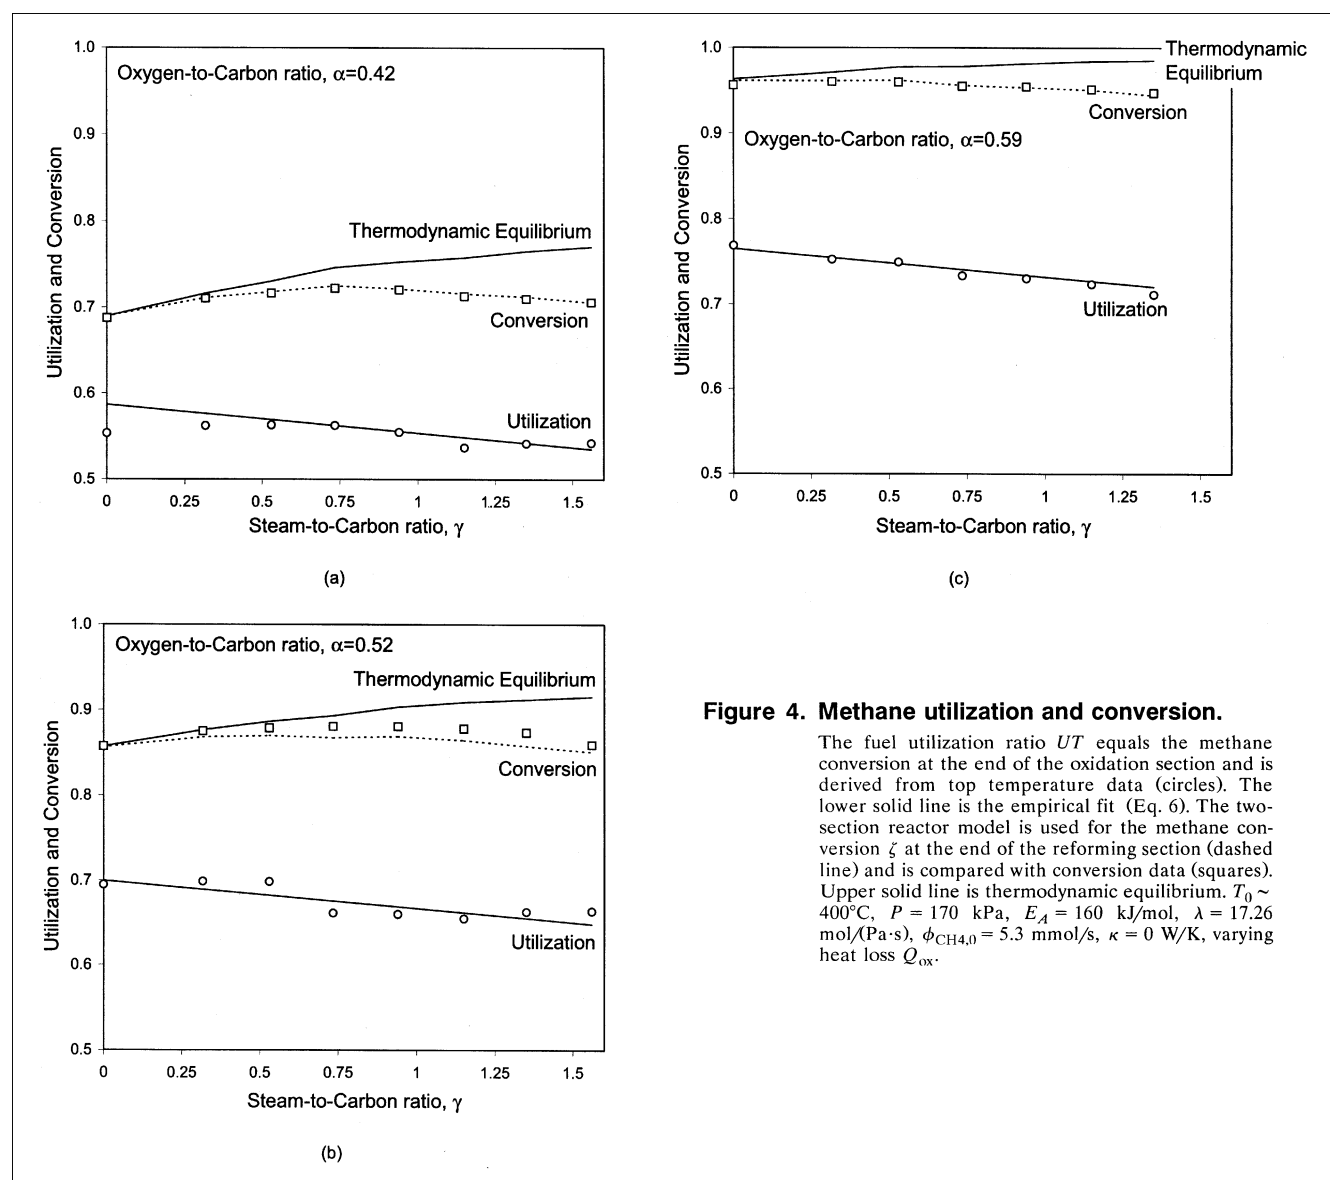 1.0
Oxygen-to-Carbon ratio, α=0.42
0.9
0.8
Thermodynamic Equilibrium
0.7
Conversion
0.6
Utilization
0.5
Utilization and Conversion
0 0.25 0.5 0.75 1 1.25 1.5
Steam-to-Carbon ratio, γ
(a)
1.0
Oxygen-to-Carbon ratio, α=0.52
Thermodynamic Equilibrium
0.9
Conversion
0.8
0.7
Utilization
0.6
0.5
Utilization and Conversion
0 0.25 0.5 0.75 1 1.25 1.5
Steam-to-Carbon ratio, γ
(b)
1.0
Thermodynamic
Equilibrium
Conversion
0.9
Oxygen-to-Carbon ratio, α=0.59
0.8
0.7
Utilization
0.6
0.5
Utilization and Conversion
0 0.25 0.5 0.75 1 1.25 1.5
Steam-to-Carbon ratio, γ
(c)
Figure 4. Methane utilization and conversion.
The fuel utilization ratio UT equals the methane
conversion at the end of the oxidation section and is
derived from top temperature data (circles). The
lower solid line is the empirical fit (Eq. 6). The two-
section reactor model is used for the methane con-
version ζ at the end of the reforming section (dashed
line) and is compared with conversion data (squares).
Upper solid line is thermodynamic equilibrium. T₀ ~
400°C, P = 170 kPa, E_A = 160 kJ/mol, λ = 17.26
mol/(Pa·s), ϕ_CH4,0 = 5.3 mmol/s, κ = 0 W/K, varying
heat loss Q_ox.